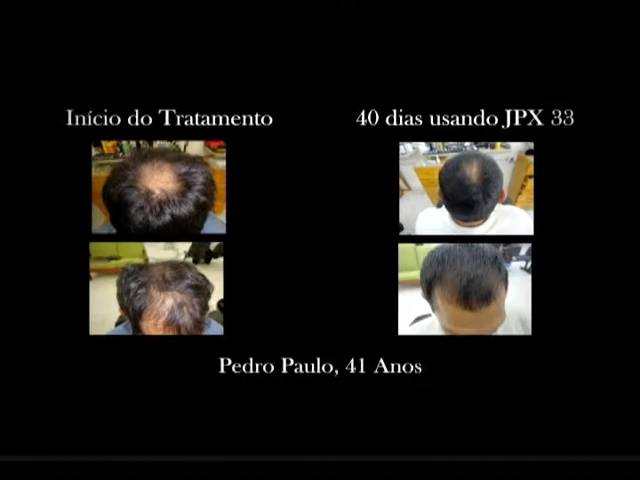 Início do Tratamento
40 dias usando JPX 33
Pedro Paulo, 41 Anos